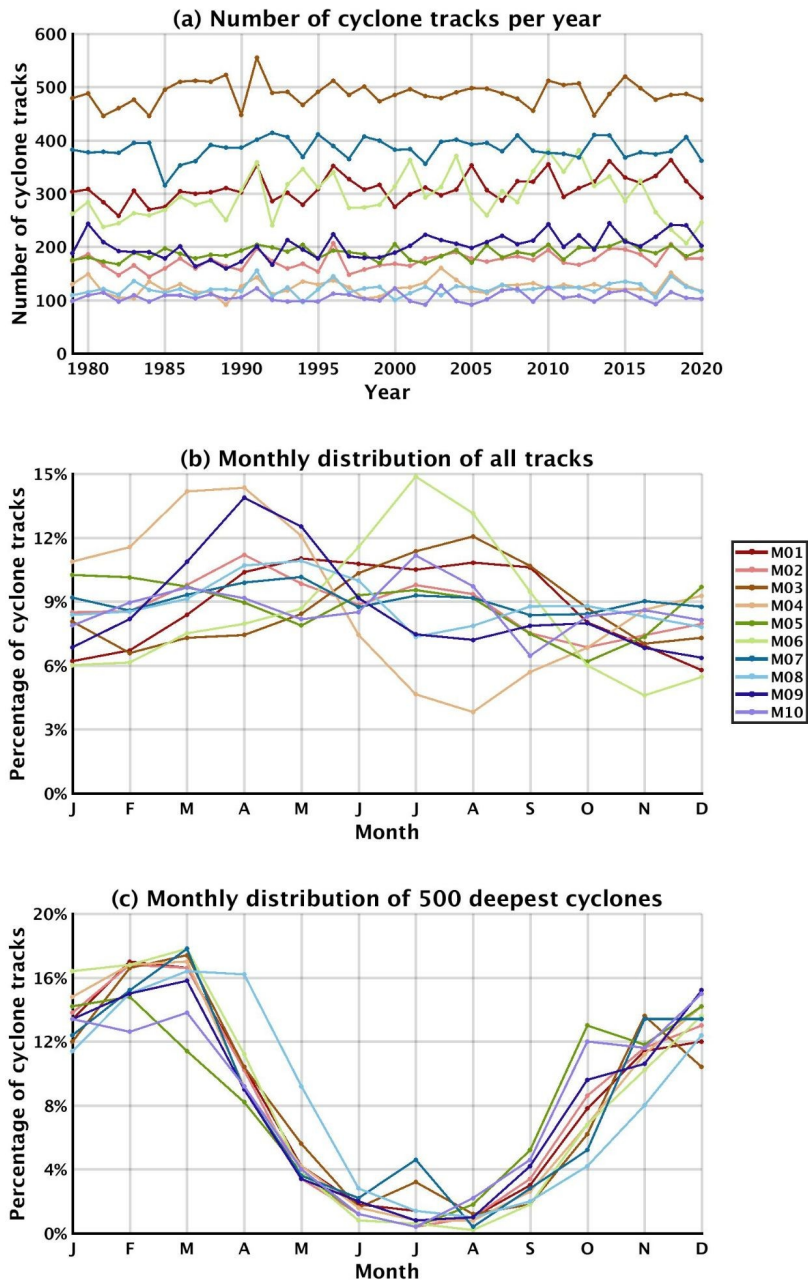 (a) Number of cyclone tracks per year
600
500
400
300
200
100
0
Number of cyclone tracks
1980 1985 1990 1995 2000 2005 2010 2015 2020
Year
(b) Monthly distribution of all tracks
15%
12%
9%
6%
3%
0%
Percentage of cyclone tracks
J F M A M J J A S O N D
Month
M01
M02
M03
M04
M05
M06
M07
M08
M09
M10
(c) Monthly distribution of 500 deepest cyclones
20%
16%
12%
8%
4%
0%
Percentage of cyclone tracks
J F M A M J J A S O N D
Month